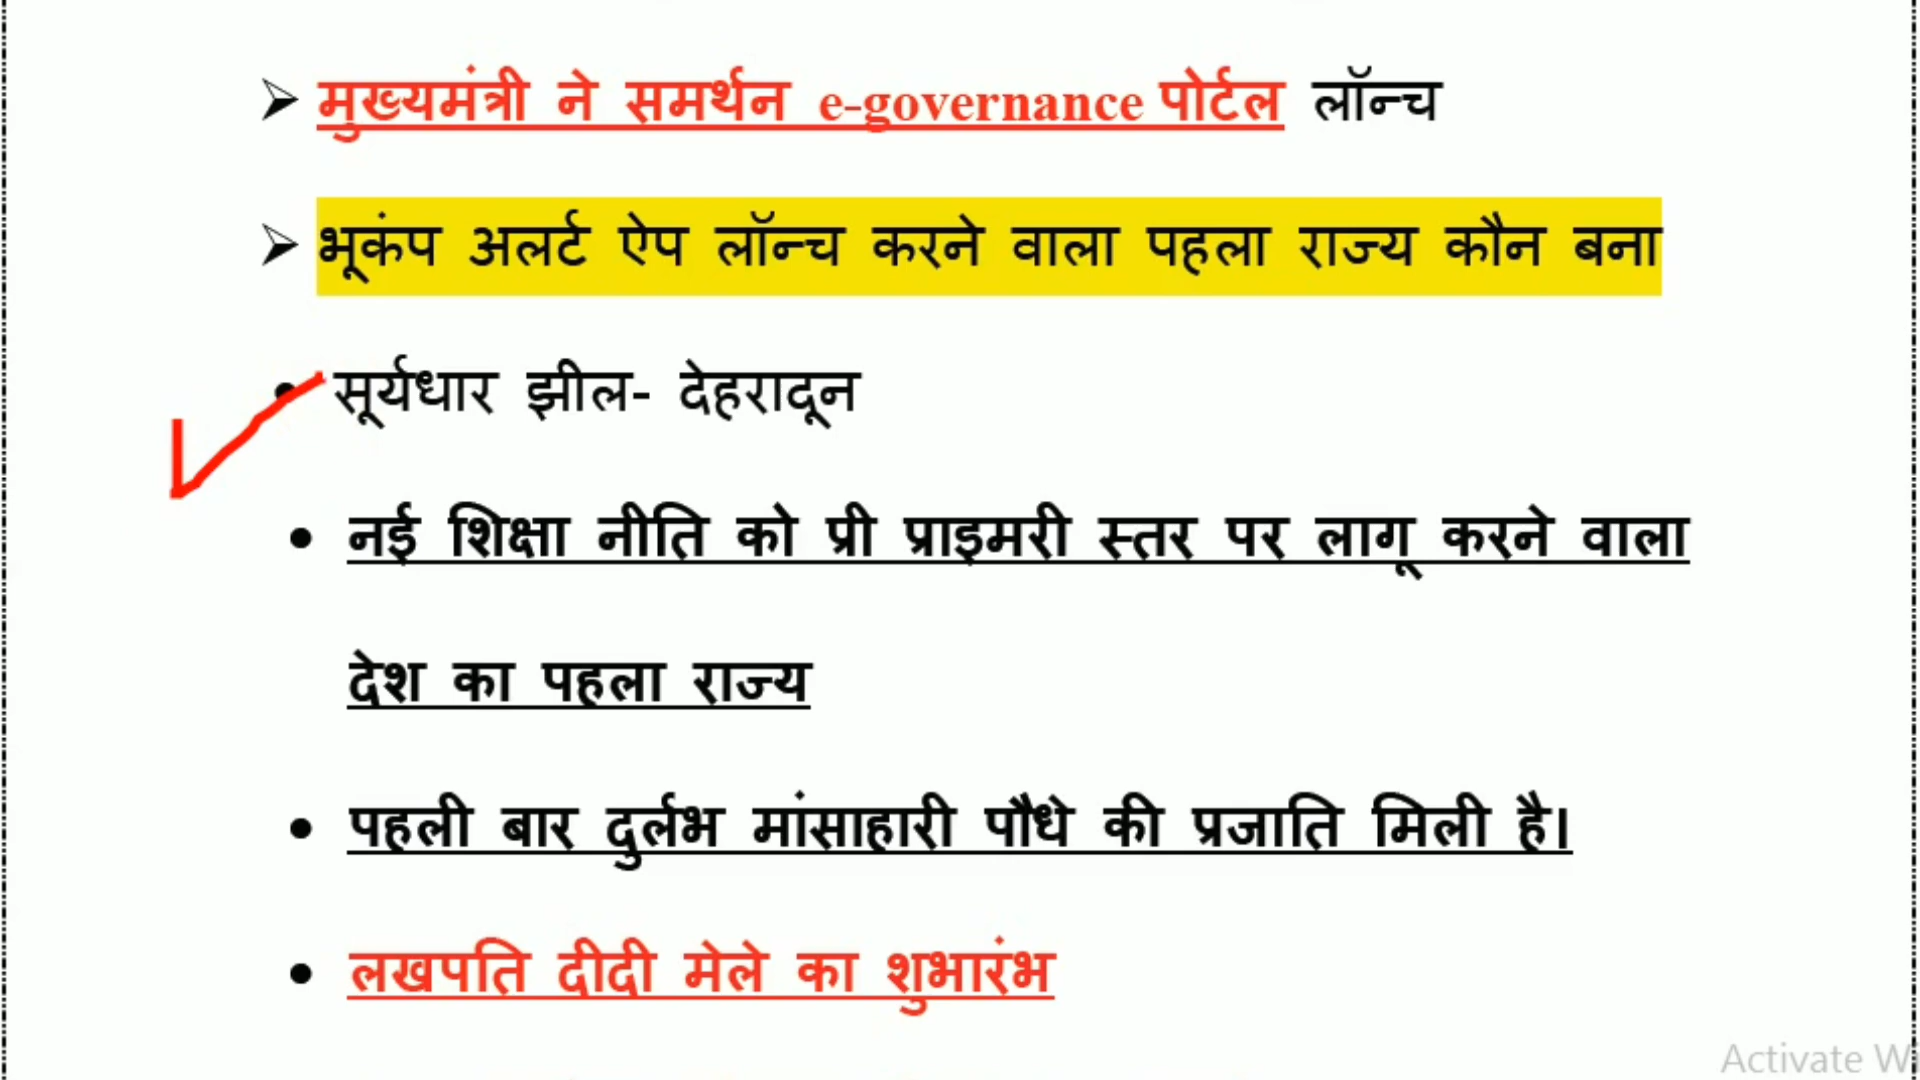 मुख्यमंत्री ने समर्थन e-governance पोर्टल लॉन्च
भूकंप अलर्ट ऐप लॉन्च करने वाला पहला राज्य कौन बना
सूर्यधार झील- देहरादून
नई शिक्षा नीति को प्री प्राइमरी स्तर पर लागू करने वाला
देश का पहला राज्य
पहली बार दुर्लभ मांसाहारी पौधे की प्रजाति मिली है।
लखपति दीदी मेले का शुभारंभ
Activate